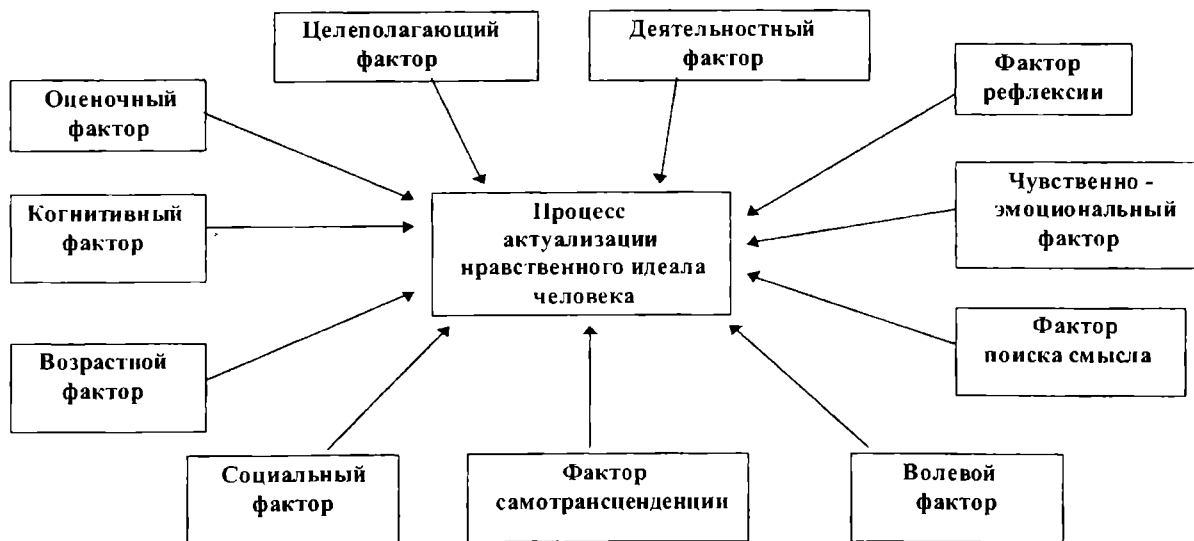 Целеполагающий
фактор
Деятельностный
фактор
Фактор
рефлексии
Оценочный
фактор
Когнитивный
фактор
Процесс
актуализации
нравственного идеала
человека
Чувственно -
эмоциональный
фактор
Возрастной
фактор
Фактор
поиска смысла
Социальный
фактор
Фактор
самотрансценденции
Волевой
фактор